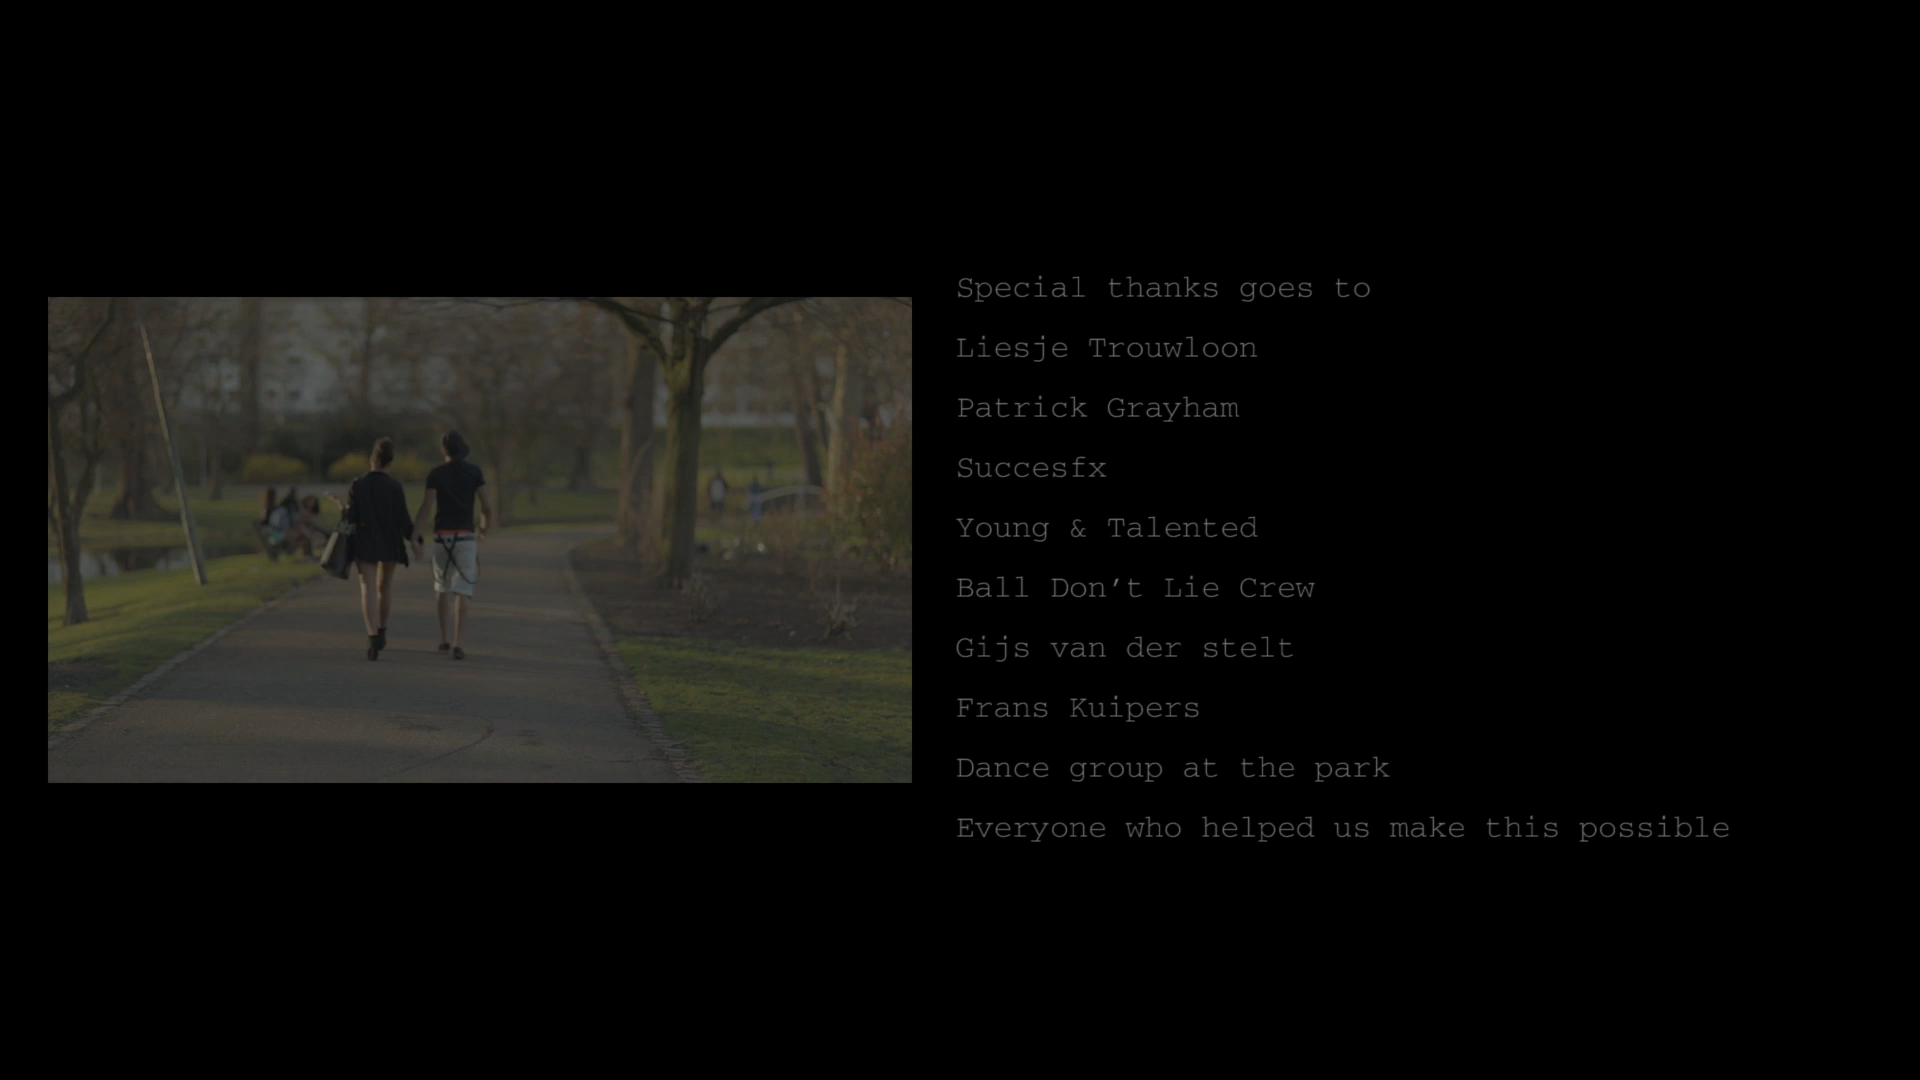 Special thanks goes to
Liesje Trouwloon
Patrick Grayham
Succesfx
Young & Talented
Ball Don’t Lie Crew
Gijs van der stelt
Frans Kuipers
Dance group at the park
Everyone who helped us make this possible